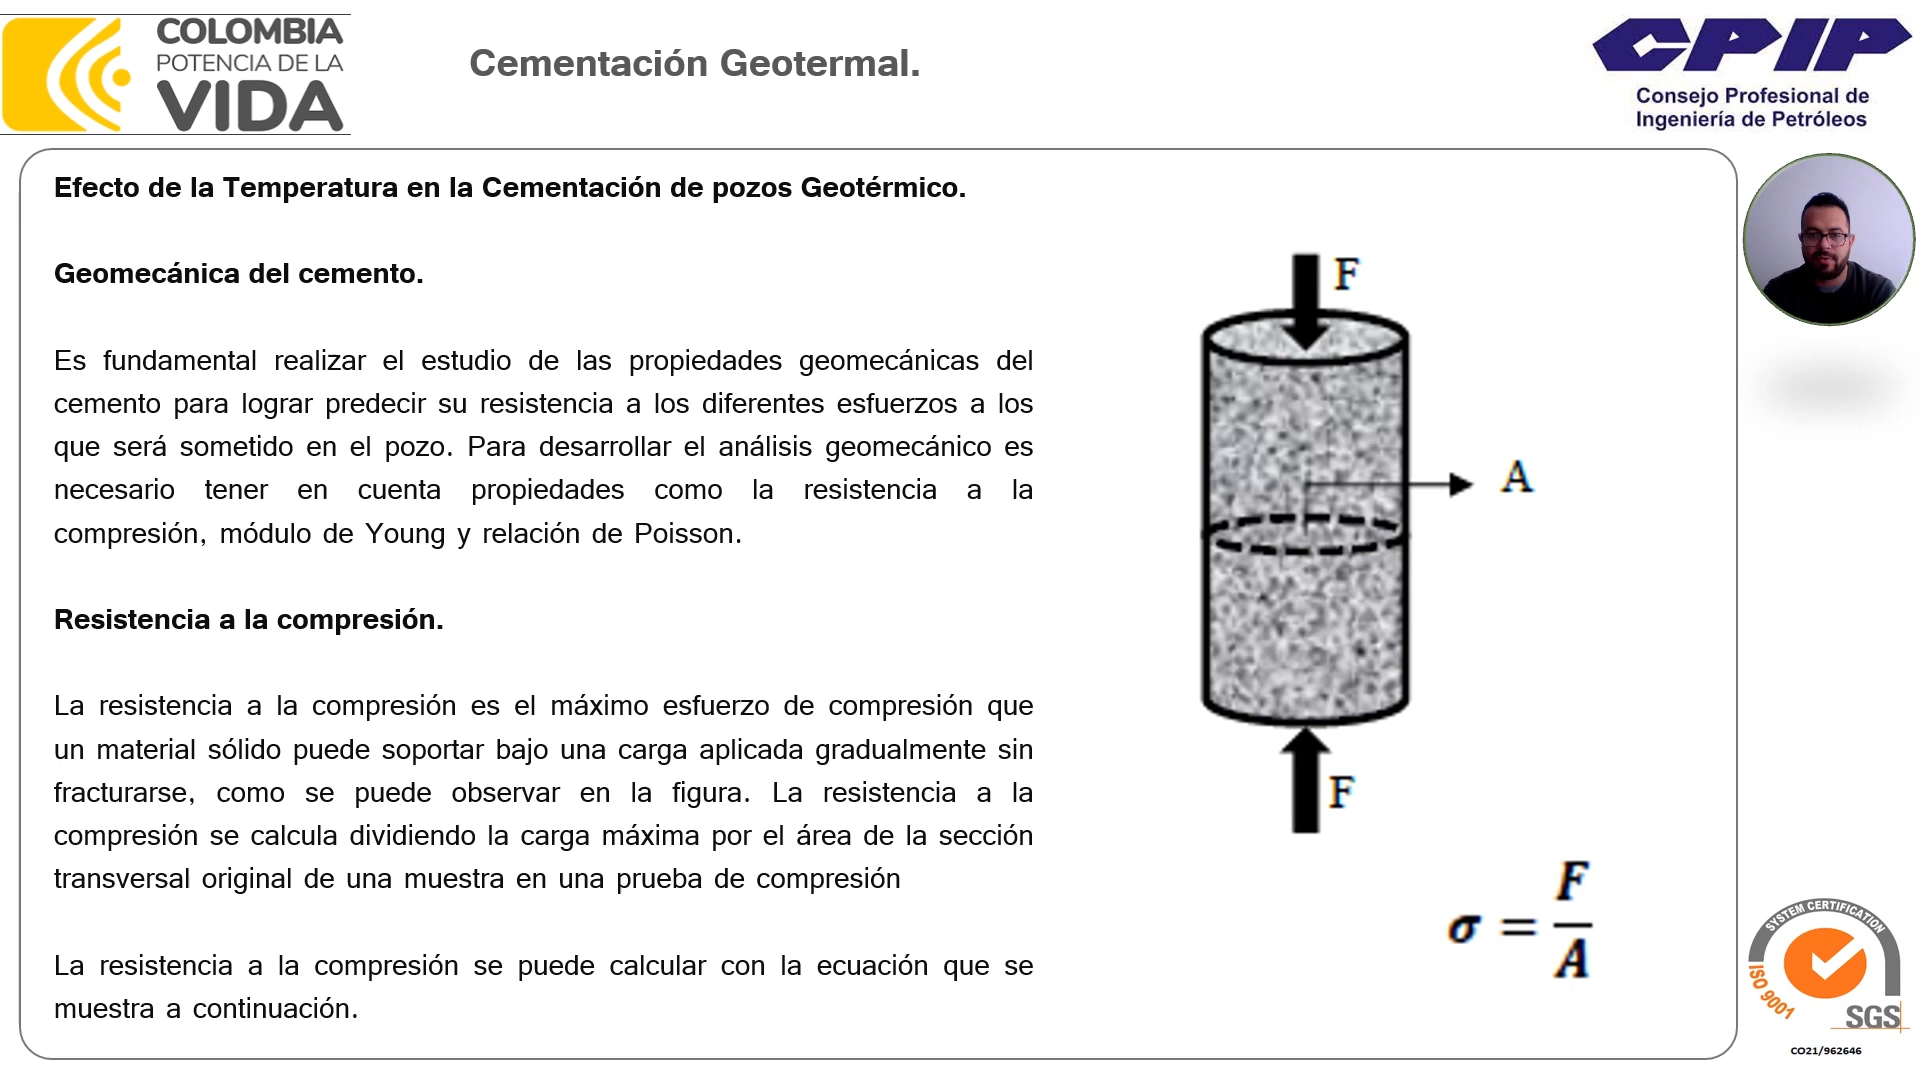 COLOMBIA
POTENCIA DE LA
VIDA
Cementación Geotermal.
CPIP
Consejo Profesional de
Ingeniería de Petróleos
Efecto de la Temperatura en la Cementación de pozos Geotérmico.
Geomecánica del cemento.
Es fundamental realizar el estudio de las propiedades geomecánicas del
cemento para lograr predecir su resistencia a los diferentes esfuerzos a los
que será sometido en el pozo. Para desarrollar el análisis geomecánico es
necesario tener en cuenta propiedades como la resistencia a la
compresión, módulo de Young y relación de Poisson.
Resistencia a la compresión.
La resistencia a la compresión es el máximo esfuerzo de compresión que
un material sólido puede soportar bajo una carga aplicada gradualmente sin
fracturarse, como se puede observar en la figura. La resistencia a la
compresión se calcula dividiendo la carga máxima por el área de la sección
transversal original de una muestra en una prueba de compresión
La resistencia a la compresión se puede calcular con la ecuación que se
muestra a continuación.
F
A
F
σ = F/A
SYSTEM CERTIFICATION
ISO 9001
SGS
CO21/962646